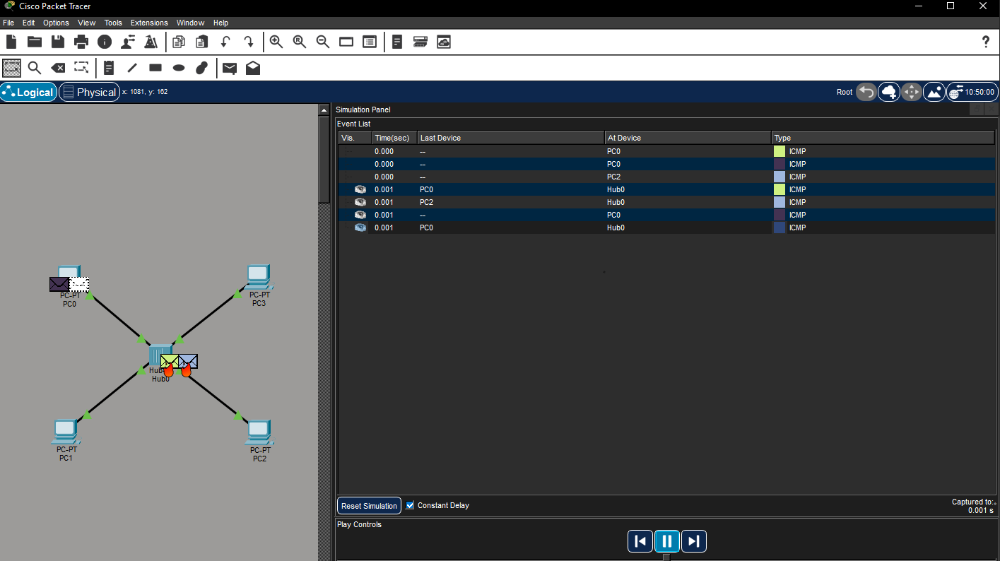 Cisco Packet Tracer
File Edit Options View Tools Extensions Window Help
?
Logical Physical x: 1081, y: 162 Root 10:50:00
Simulation Panel
Event List
Vis. Time(sec) Last Device At Device Type
0.000 -- PC0 ICMP
0.000 -- PC0 ICMP
0.000 -- PC2 ICMP
0.001 PC0 Hub0 ICMP
0.001 PC2 Hub0 ICMP
0.001 -- PC0 ICMP
0.001 PC0 Hub0 ICMP
PC-PT
PC0
PC-PT
PC3
Hub
Hub0
PC-PT
PC1
PC-PT
PC2
Reset Simulation Constant Delay Captured to:
0.001 s
Play Controls